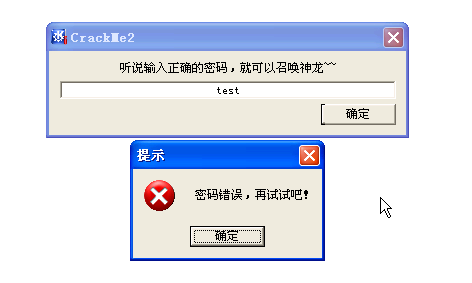 CrackMe2
听说输入正确的密码，就可以召唤神龙~~
test
确定
提示
密码错误，再试试吧！
确定